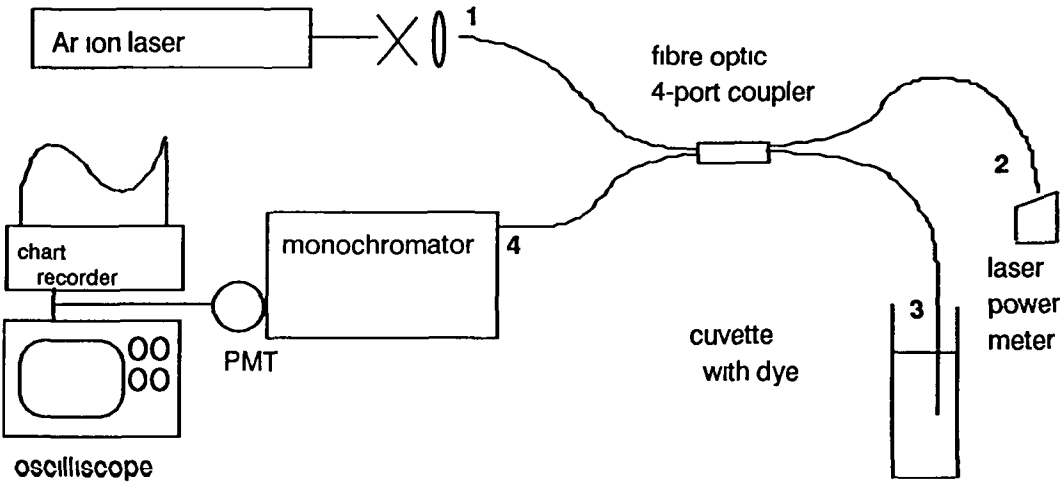 Ar ion laser
1
fibre optic
4-port coupler
2
monochromator
4
chart
recorder
laser
power
meter
3
PMT
cuvette
with dye
oscilliscope